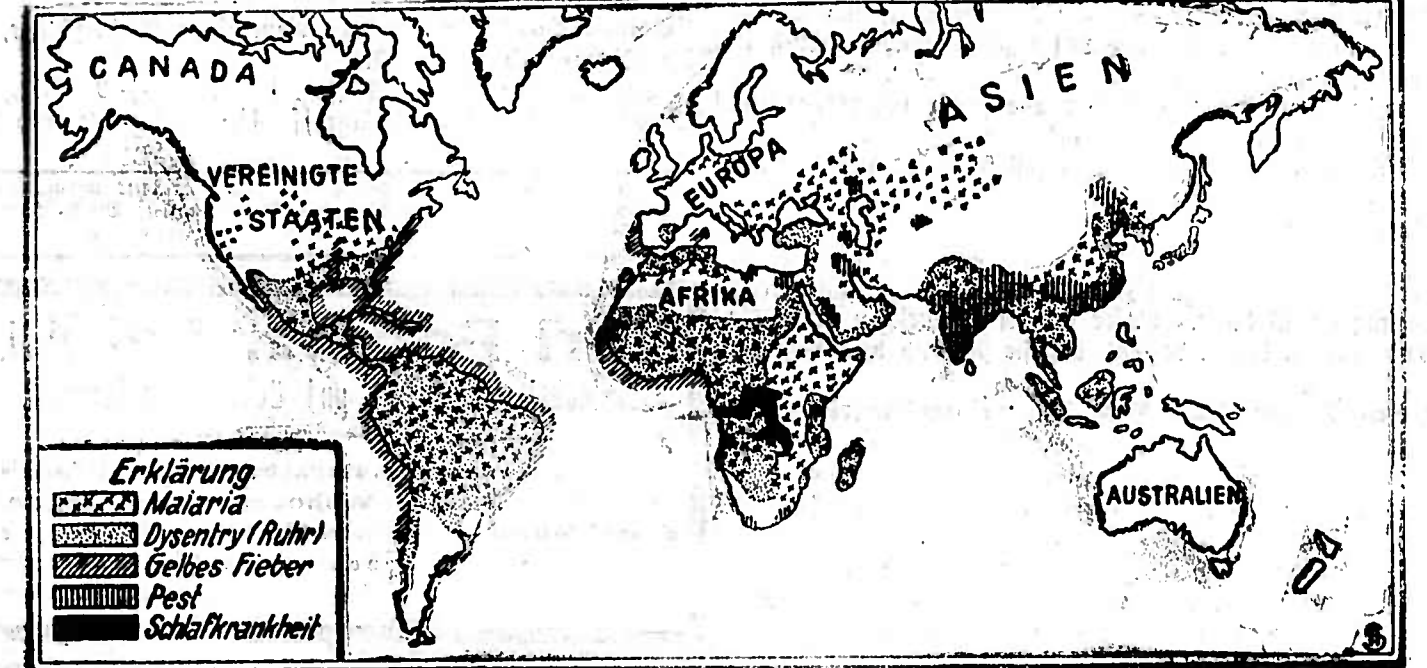 CANADA
ASIEN
VEREINIGTE
STAATEN
EUROPA
AFRIKA
AUSTRALIEN
Erklärung
Malaria
Dysentry (Ruhr)
Gelbes Fieber
Pest
Schlafkrankheit